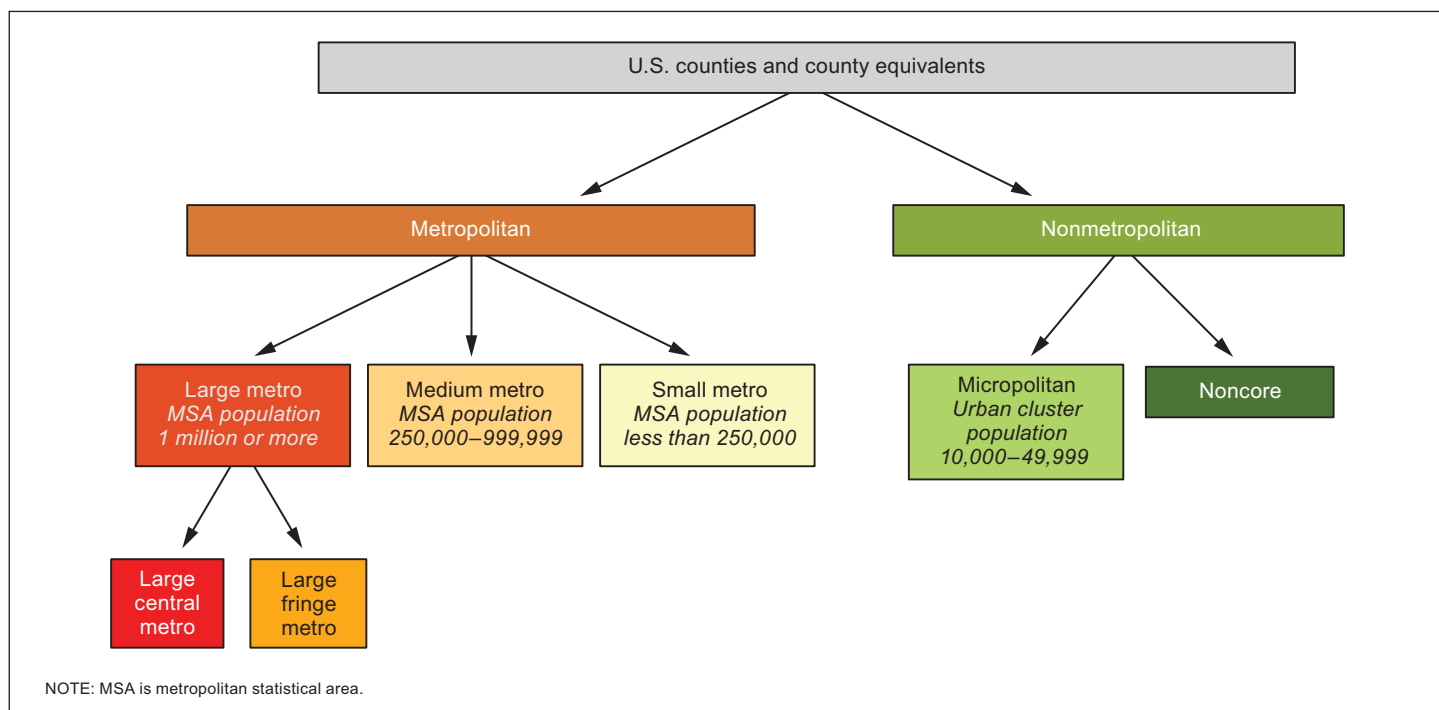 U.S. counties and county equivalents
Metropolitan
Nonmetropolitan
Large metro
MSA population
1 million or more
Medium metro
MSA population
250,000–999,999
Small metro
MSA population
less than 250,000
Micropolitan
Urban cluster
population
10,000–49,999
Noncore
Large
central
metro
Large
fringe
metro
NOTE: MSA is metropolitan statistical area.